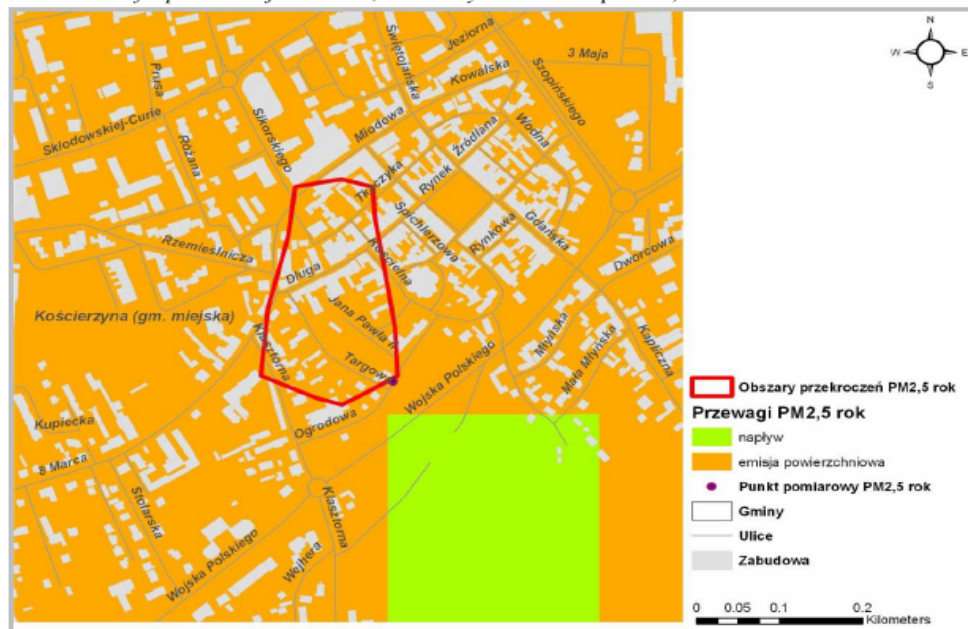 N
W E
S
3 Maja
Jeziorna
Świętojańska
Kowalska
Szopińskiego
Prusa
Skłodowskiej-Curie
Sikorskiego
Miodowa
Wodna
Źródlana
Różana
Tkaczyka
Rynek
Spichlerzowa
Rynkowa
Gdańska
Rzemieślnicza
Długa
Kościelna
Dworcowa
Kościerzyna (gm. miejska)
Klasztorna
Jana Pawła II
Targowa
Wojska Polskiego
Młyńska
Mała Młyńska
Kapliczna
Kupiecka
Ogrodowa
8 Marca
Stolarska
Klasztorna
Wejhera
Wojska Polskiego
Obszary przekroczeń PM2,5 rok
Przewagi PM2,5 rok
napływ
emisja powierzchniowa
Punkt pomiarowy PM2,5 rok
Gminy
Ulice
Zabudowa
0 0.05 0.1 0.2
Kilometers